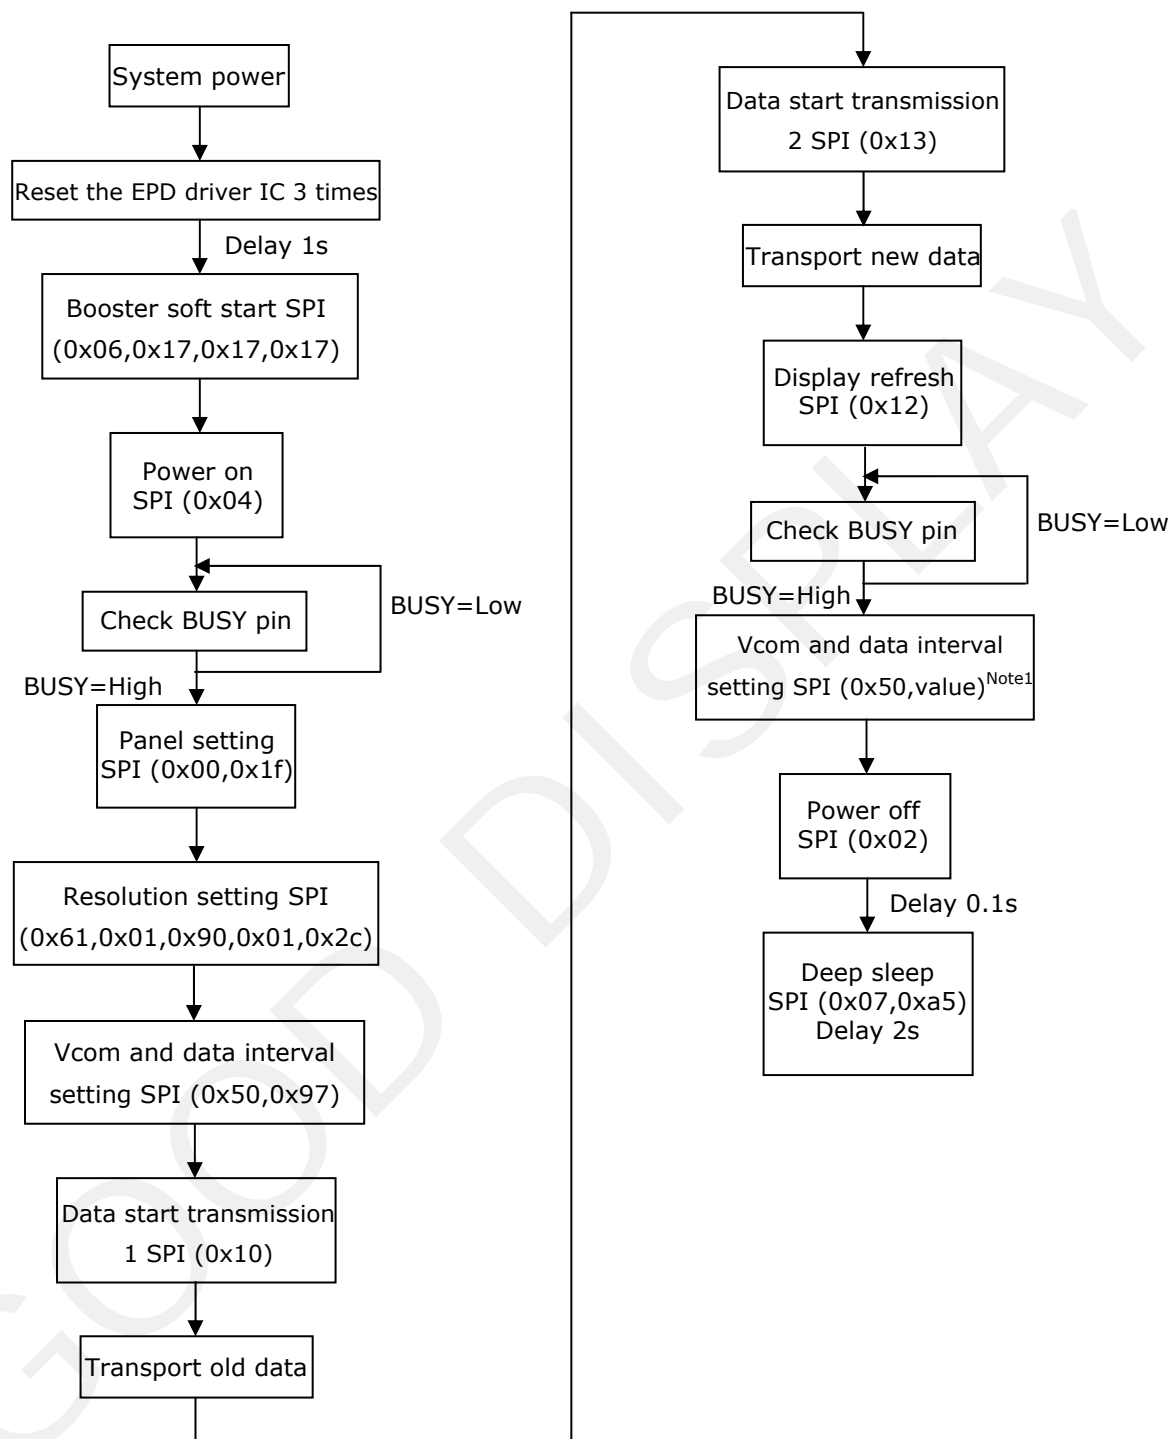 System power
Reset the EPD driver IC 3 times
Delay 1s
Booster soft start SPI
(0x06,0x17,0x17,0x17)
Power on
SPI (0x04)
Check BUSY pin
BUSY=Low
BUSY=High
Panel setting
SPI (0x00,0x1f)
Resolution setting SPI
(0x61,0x01,0x90,0x01,0x2c)
Vcom and data interval
setting SPI (0x50,0x97)
Data start transmission
1 SPI (0x10)
Transport old data
Data start transmission
2 SPI (0x13)
Transport new data
Display refresh
SPI (0x12)
Check BUSY pin
BUSY=Low
BUSY=High
Vcom and data interval
setting SPI (0x50,value)Note1
Power off
SPI (0x02)
Delay 0.1s
Deep sleep
SPI (0x07,0xa5)
Delay 2s
GOOD DISPLAY